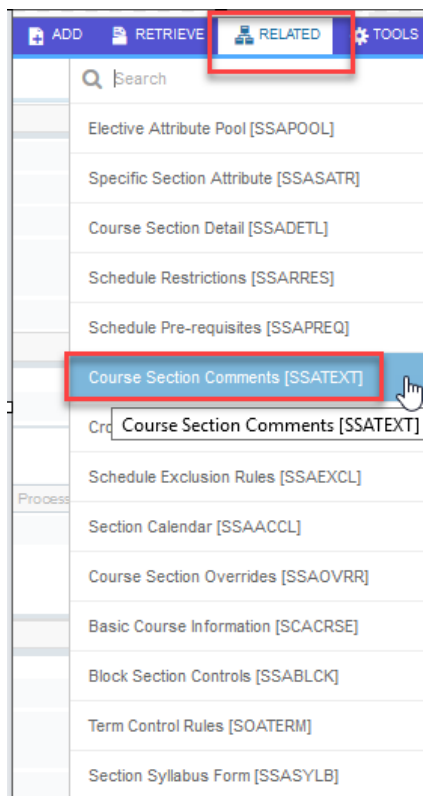 ADD RETRIEVE RELATED TOOLS
Search
Elective Attribute Pool [SSAPOOL]
Specific Section Attribute [SSASATR]
Course Section Detail [SSADETL]
Schedule Restrictions [SSARRES]
Schedule Pre-requisites [SSAPREQ]
Course Section Comments [SSATEXT]
Course Section Comments [SSATEXT]
Schedule Exclusion Rules [SSAEXCL]
Process
Section Calendar [SSAACCL]
Course Section Overrides [SSAOVRR]
Basic Course Information [SCACRSE]
Block Section Controls [SSABLCK]
Term Control Rules [SOATERM]
Section Syllabus Form [SSASYLB]